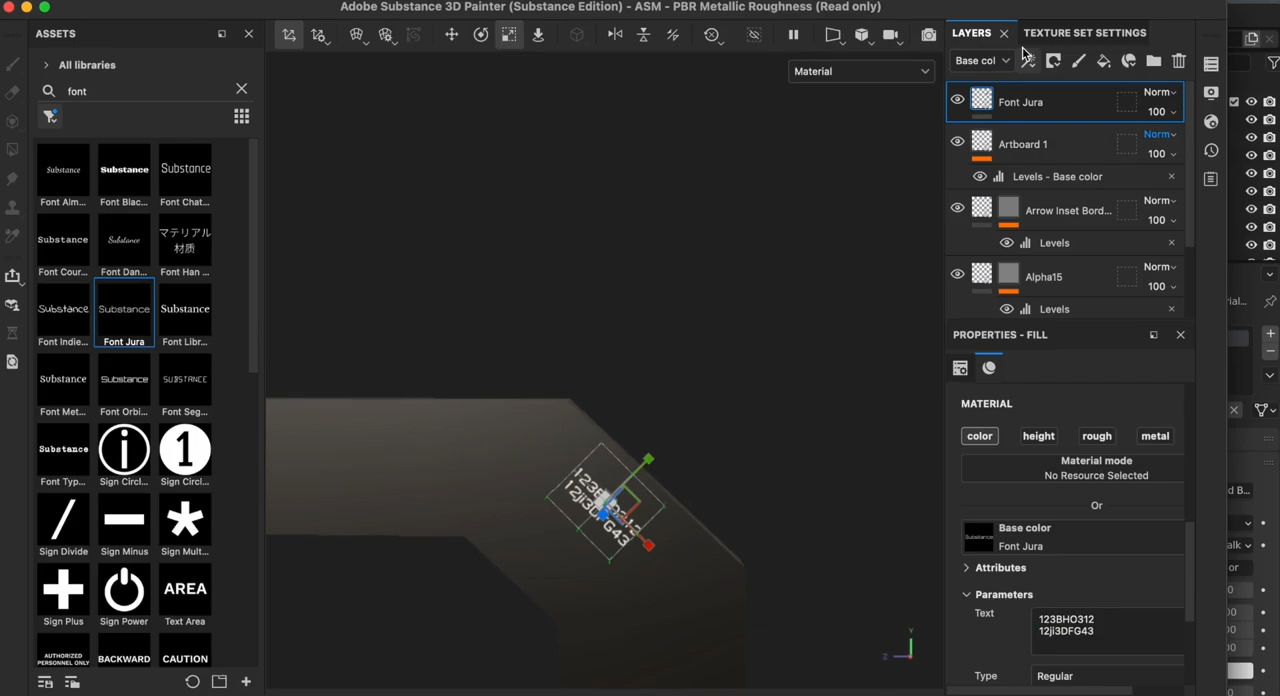 Adobe Substance 3D Painter (Substance Edition) - ASM - PBR Metallic Roughness (Read only)
ASSETS
All libraries
font
Substance
Substance
Substance
Font Alm...
Font Blac...
Font Chat...
Substance
Substance
マテリアル
材质
Font Cour...
Font Dan...
Font Han ...
Substance
Substance
Substance
Font Indie...
Font Jura
Font Libr...
Substance
Substance
SUBSTANCE
Font Met...
Font Orbi...
Font Seg...
Substance
1
Font Typ...
Sign Circl...
Sign Circl...
Sign Divide
Sign Minus
Sign Mult...
AREA
Sign Plus
Sign Power
Text Area
AUTHORIZED
PERSONNEL ONLY
BACKWARD
CAUTION
Material
Y
Z
LAYERS
TEXTURE SET SETTINGS
Base col
Font Jura
Norm
100
Artboard 1
Norm
100
Levels - Base color
Arrow Inset Bord...
Norm
100
Levels
Alpha15
Norm
100
Levels
PROPERTIES - FILL
MATERIAL
color
height
rough
metal
Material mode
No Resource Selected
Or
Substance
Base color
Font Jura
Attributes
Parameters
Text
123BHO312
12ji3DFG43
Type
Regular